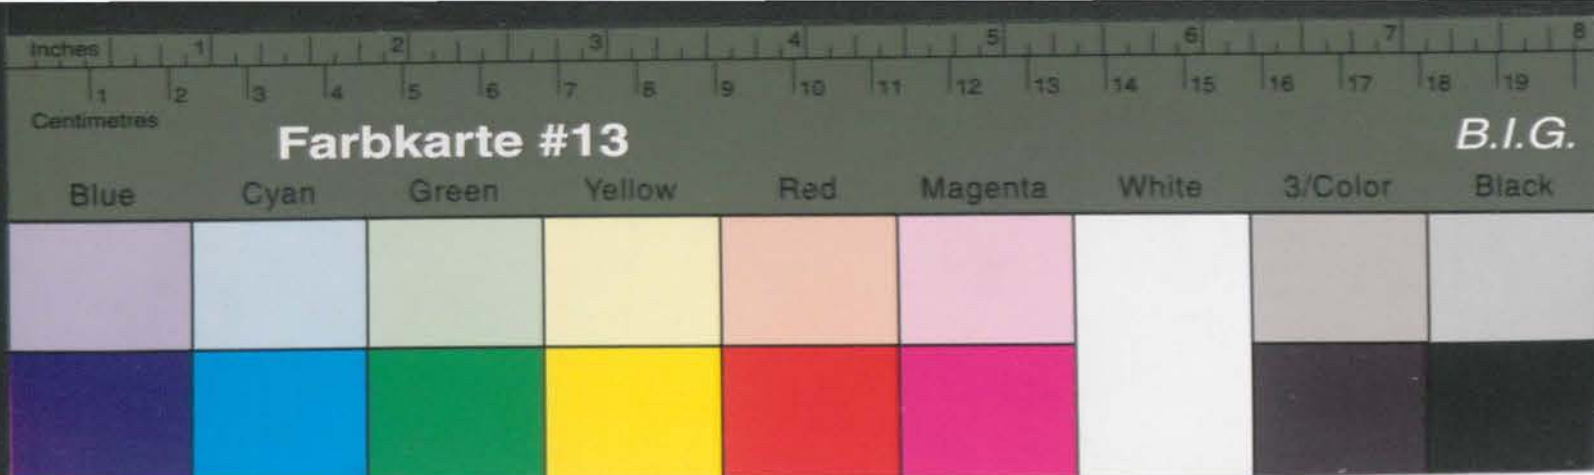 Inches 1 2 3 4 5 6 7 8
1 2 3 4 5 6 7 8 9 10 11 12 13 14 15 16 17 18 19
Centimetres
Farbkarte #13 B.I.G.
Blue Cyan Green Yellow Red Magenta White 3/Color Black